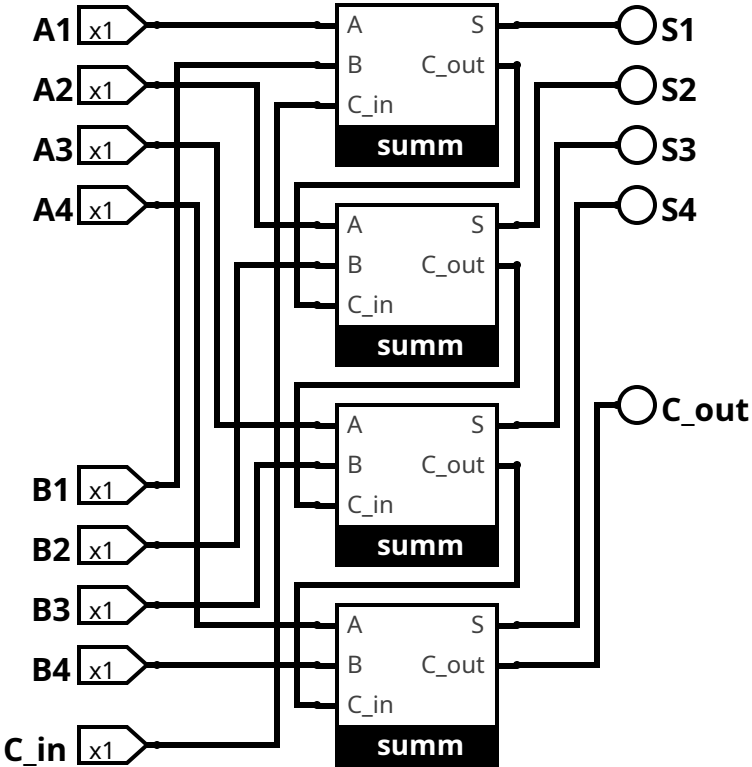 A1 x1
A2 x1
A3 x1
A4 x1
B1 x1
B2 x1
B3 x1
B4 x1
C_in x1
A S
B C_out
C_in
summ
A S
B C_out
C_in
summ
A S
B C_out
C_in
summ
A S
B C_out
C_in
summ
S1
S2
S3
S4
C_out